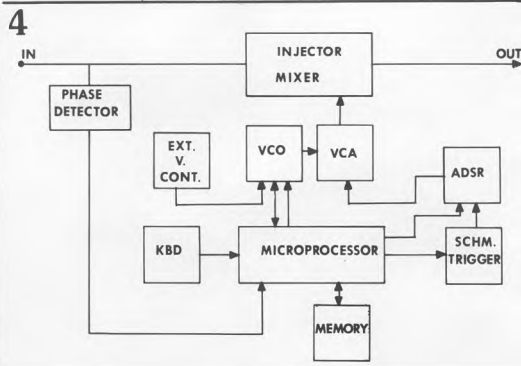 4
IN
INJECTOR
MIXER
OUT
PHASE
DETECTOR
EXT.
V.
CONT.
VCO
VCA
ADSR
KBD
MICROPROCESSOR
SCHM.
TRIGGER
MEMORY